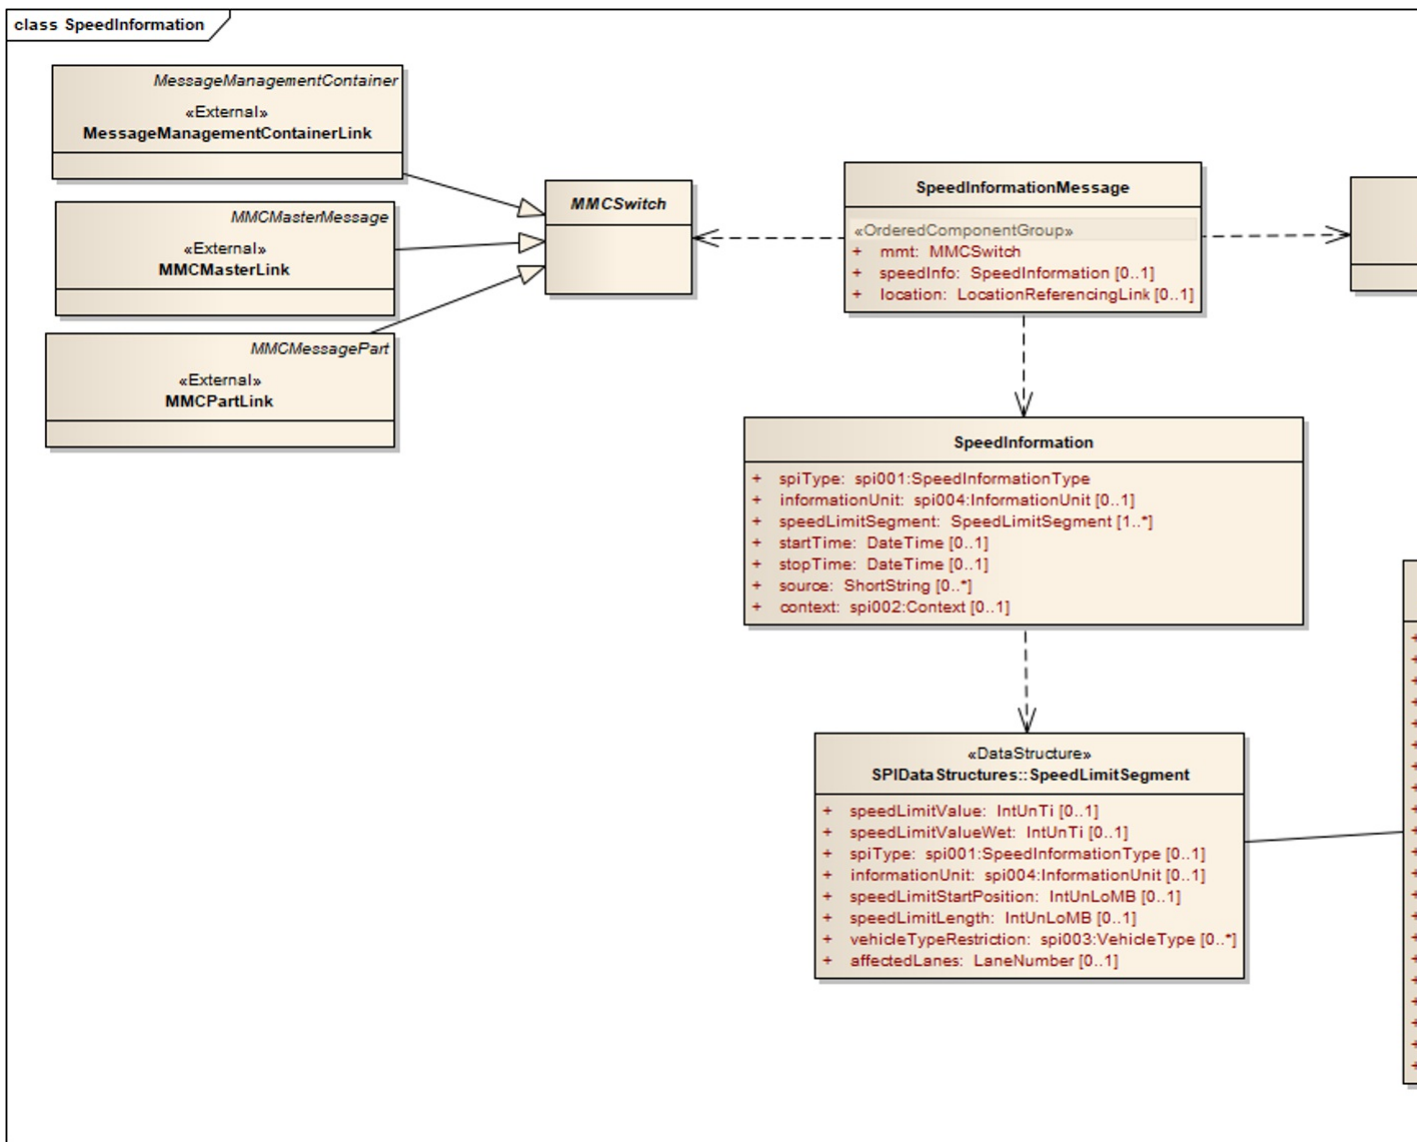 class SpeedInformation
MessageManagementContainer
«External»
MessageManagementContainerLink
MMCMasterMessage
«External»
MMCMasterLink
MMCMessagePart
«External»
MMCPartLink
MMCSwitch
SpeedInformationMessage
«OrderedComponentGroup»
+ mmt: MMCSwitch
+ speedInfo: SpeedInformation [0..1]
+ location: LocationReferencingLink [0..1]
SpeedInformation
+ spiType: spi001:SpeedInformationType
+ informationUnit: spi004:InformationUnit [0..1]
+ speedLimitSegment: SpeedLimitSegment [1..*]
+ startTime: DateTime [0..1]
+ stopTime: DateTime [0..1]
+ source: ShortString [0..*]
+ context: spi002:Context [0..1]
«DataStructure»
SPIDataStructures::SpeedLimitSegment
+ speedLimitValue: IntUnTi [0..1]
+ speedLimitValueWet: IntUnTi [0..1]
+ spiType: spi001:SpeedInformationType [0..1]
+ informationUnit: spi004:InformationUnit [0..1]
+ speedLimitStartPosition: IntUnLoMB [0..1]
+ speedLimitLength: IntUnLoMB [0..1]
+ vehicleTypeRestriction: spi003:VehicleType [0..*]
+ affectedLanes: LaneNumber [0..1]